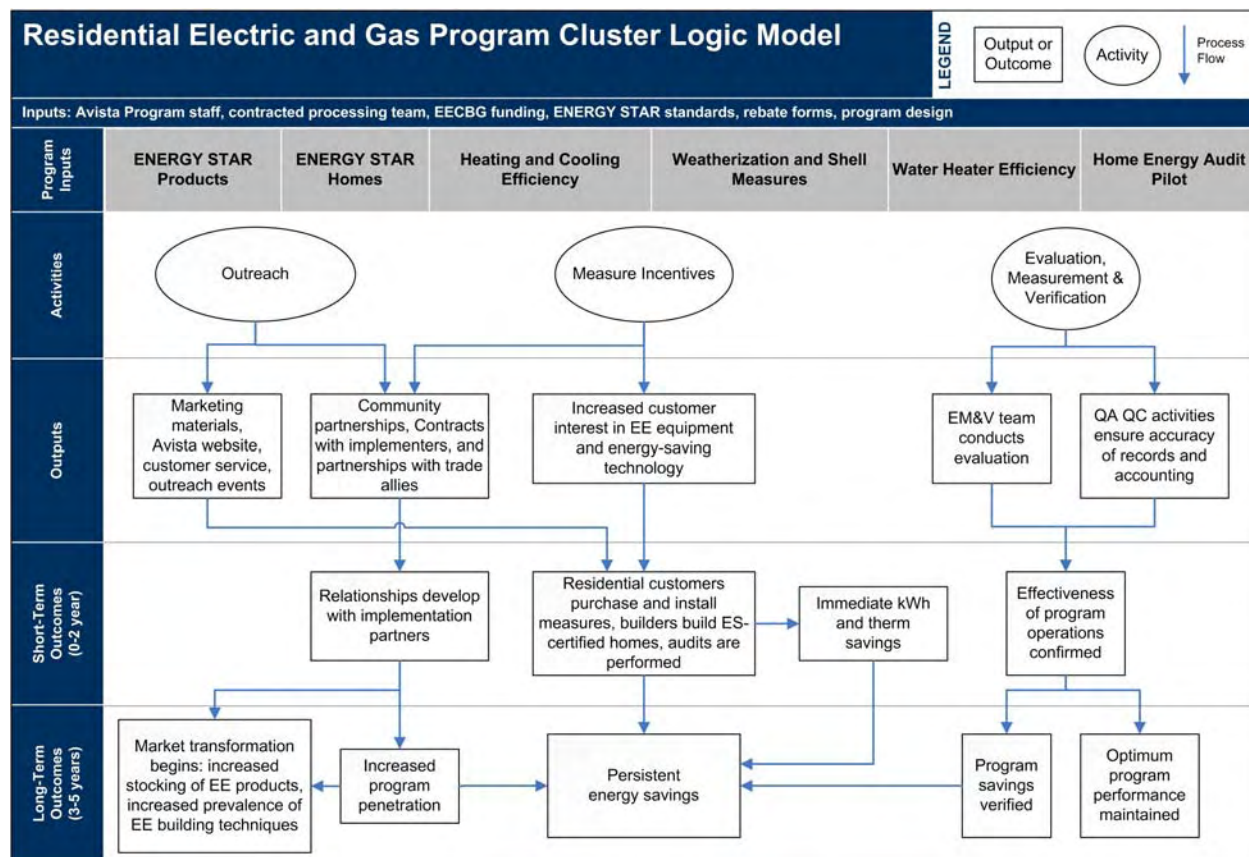 Residential Electric and Gas Program Cluster Logic Model
LEGEND
Output or
Outcome
Activity
Process
Flow
Inputs: Avista Program staff, contracted processing team, EECBG funding, ENERGY STAR standards, rebate forms, program design
Program
Inputs
ENERGY STAR
Products
ENERGY STAR
Homes
Heating and Cooling
Efficiency
Weatherization and Shell
Measures
Water Heater Efficiency
Home Energy Audit
Pilot
Activities
Outreach
Measure Incentives
Evaluation,
Measurement &
Verification
Outputs
Marketing
materials,
Avista website,
customer service,
outreach events
Community
partnerships, Contracts
with implementers, and
partnerships with trade
allies
Increased customer
interest in EE equipment
and energy-saving
technology
EM&V team
conducts
evaluation
QA QC activities
ensure accuracy
of records and
accounting
Short-Term
Outcomes
(0-2 year)
Relationships develop
with implementation
partners
Residential customers
purchase and install
measures, builders build ES-
certified homes, audits are
performed
Immediate kWh
and therm
savings
Effectiveness
of program
operations
confirmed
Long-Term
Outcomes
(3-5 years)
Market transformation
begins: increased
stocking of EE products,
increased prevalence of
EE building techniques
Increased
program
penetration
Persistent
energy savings
Program
savings
verified
Optimum
program
performance
maintained